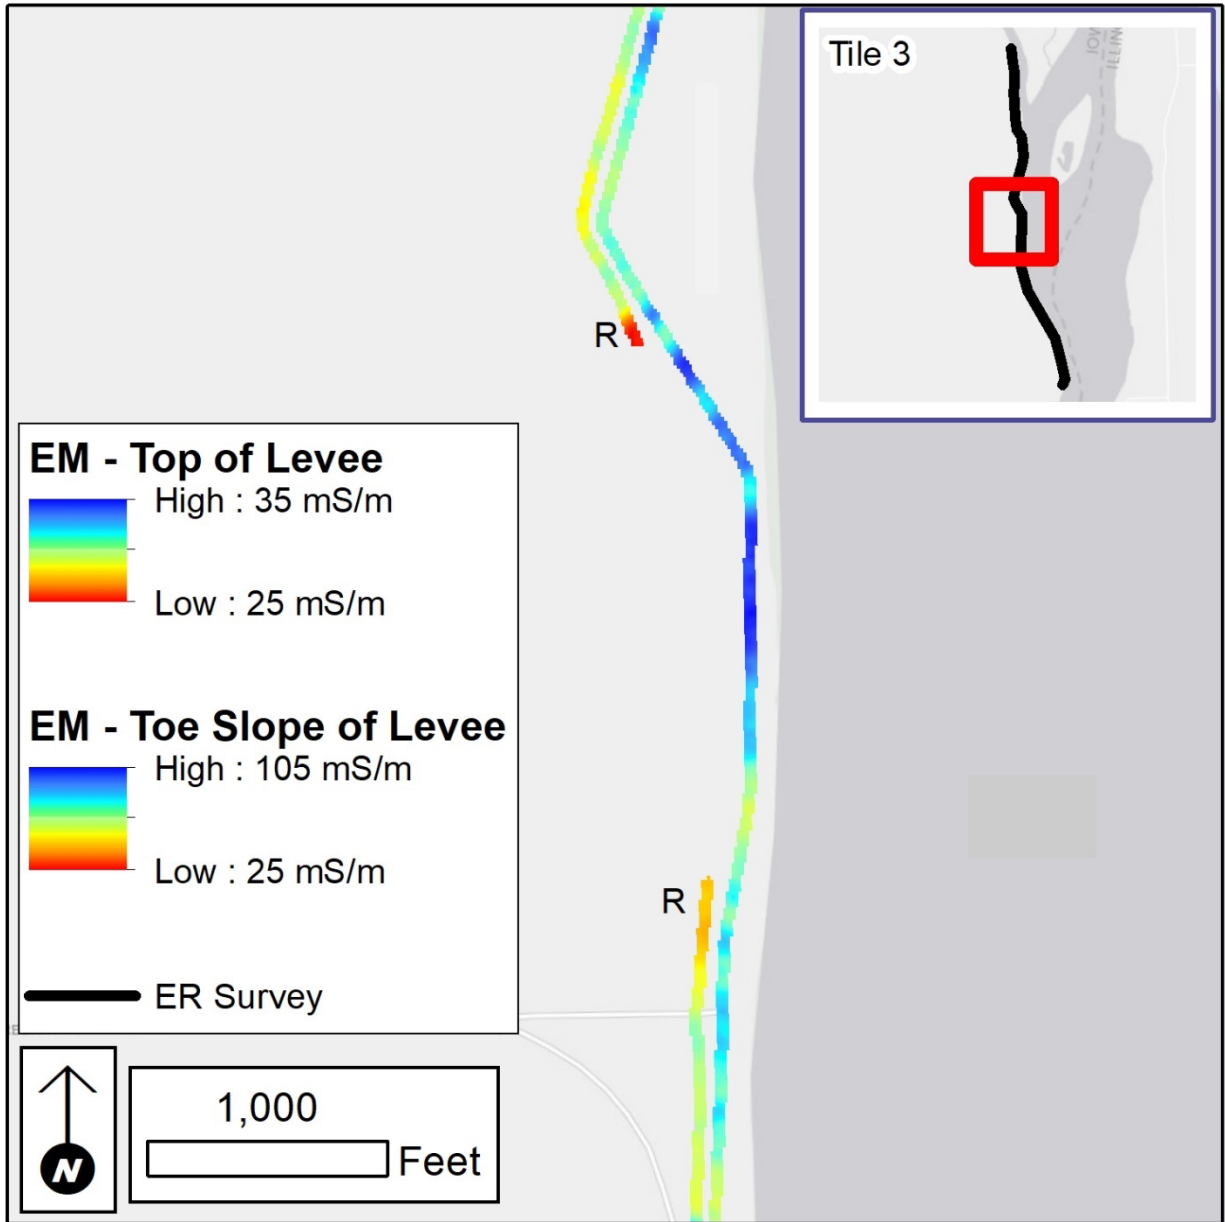 Tile 3
R
EM - Top of Levee
High : 35 mS/m
Low : 25 mS/m
EM - Toe Slope of Levee
High : 105 mS/m
Low : 25 mS/m
R
ER Survey
1,000
Feet
N